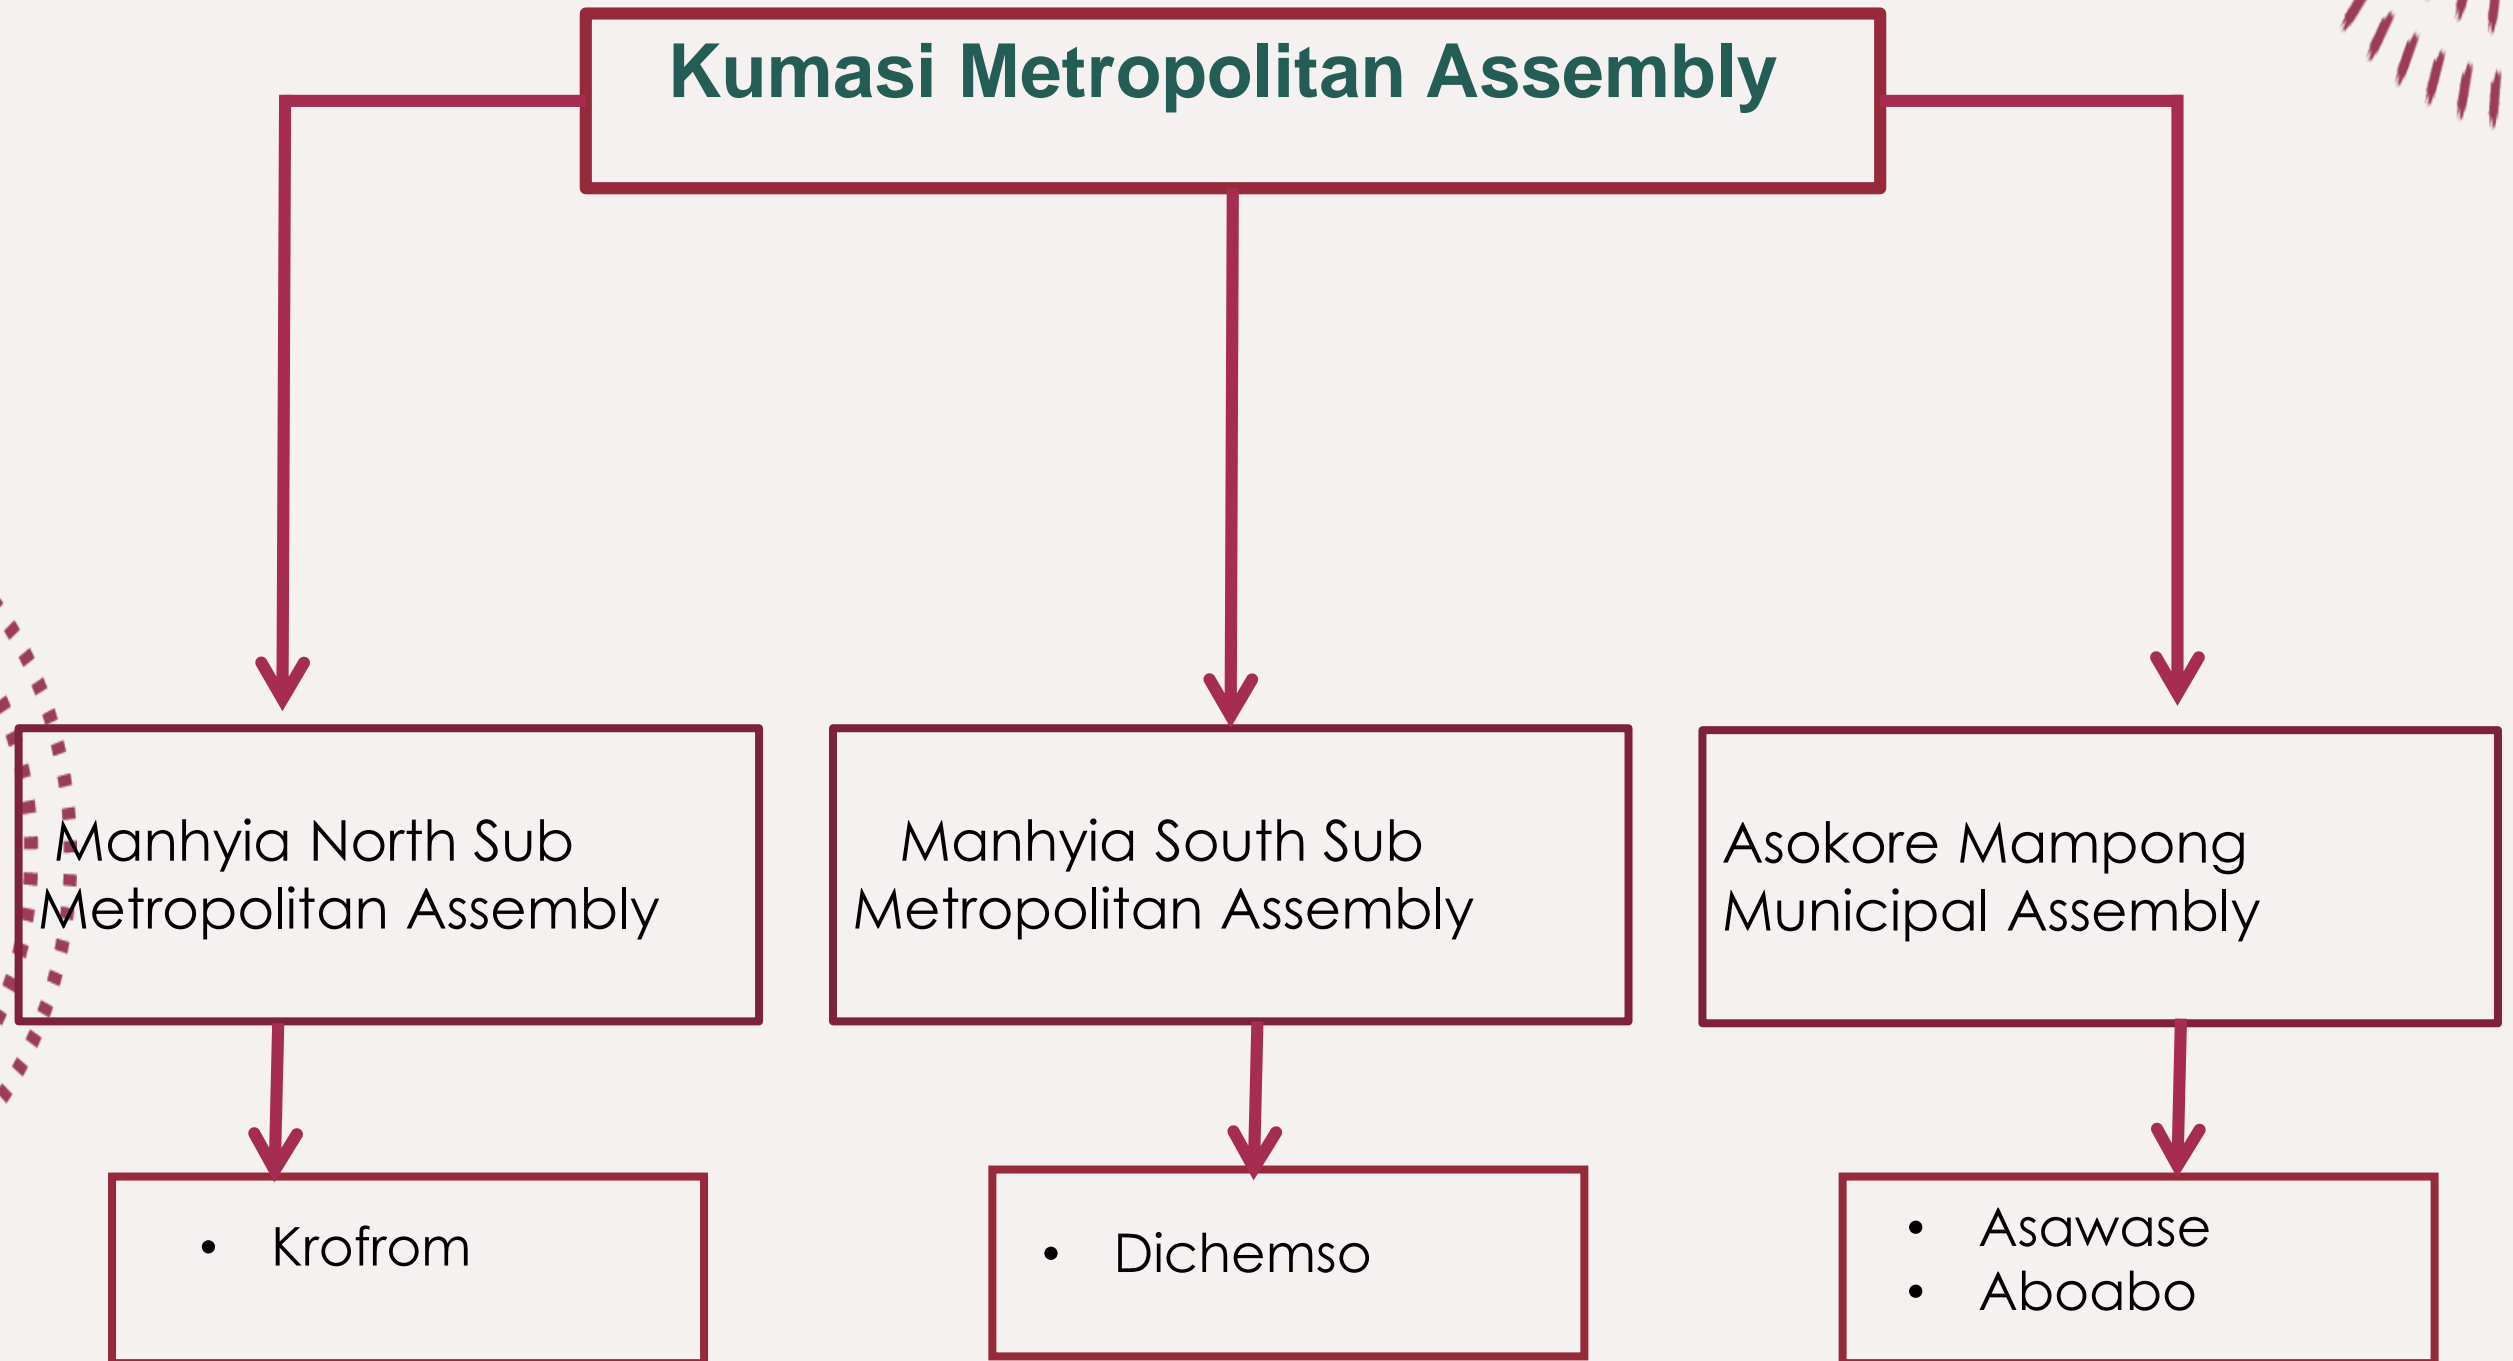 Kumasi Metropolitan Assembly
Manhyia North Sub
Metropolitan Assembly
Manhyia South Sub
Metropolitan Assembly
Asokore Mampong
Municipal Assembly
• Krofrom
• Dichemso
• Asawase
• Aboabo